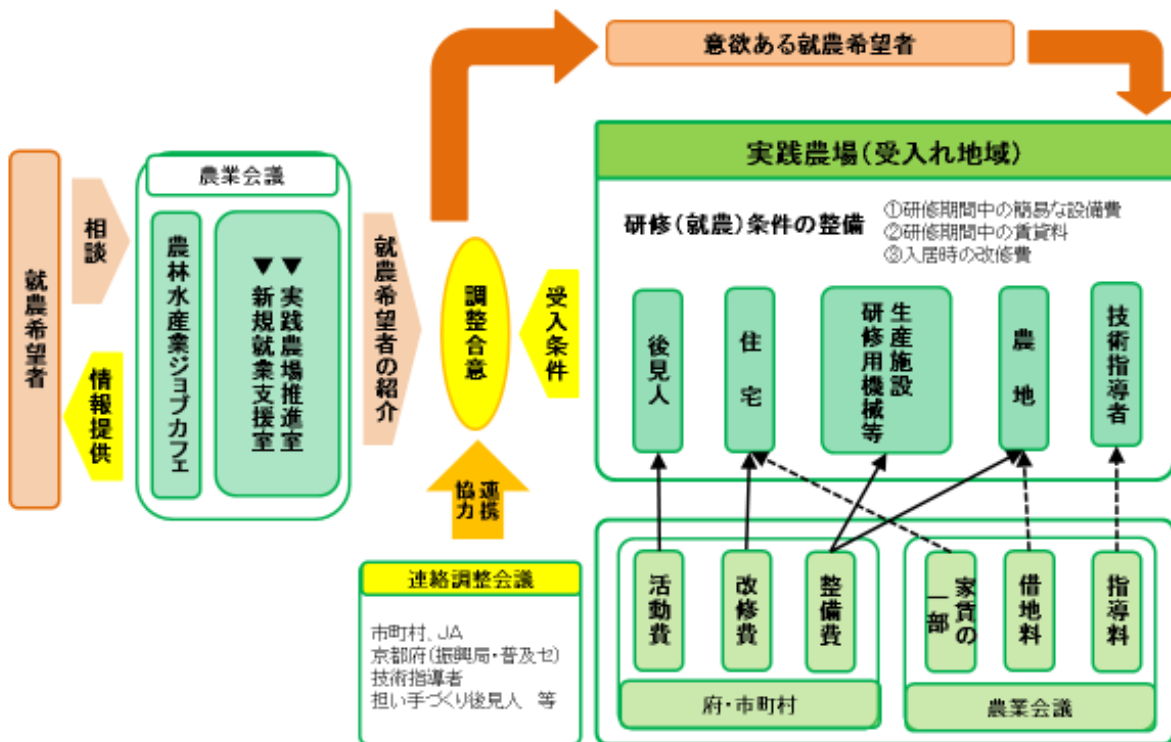 意欲ある就農希望者
就農希望者
相談
情報提供
農業会議
農林水産業ジョブカフェ
▼実践農場推進室
▼新規就業支援室
就農希望者の紹介
調整合意
受入条件
連携
協力
連絡調整会議
市町村、JA
京都府(振興局・普及セ)
技術指導者
担い手づくり後見人 等
実践農場(受入れ地域)
研修(就農)条件の整備
①研修期間中の簡易な設備費
②研修期間中の賃貸料
③入居時の改修費
後見人
住宅
生産施設
研修用機械等
農地
技術指導者
活動費
改修費
整備費
府・市町村
家賃の
一部
借地料
指導料
農業会議